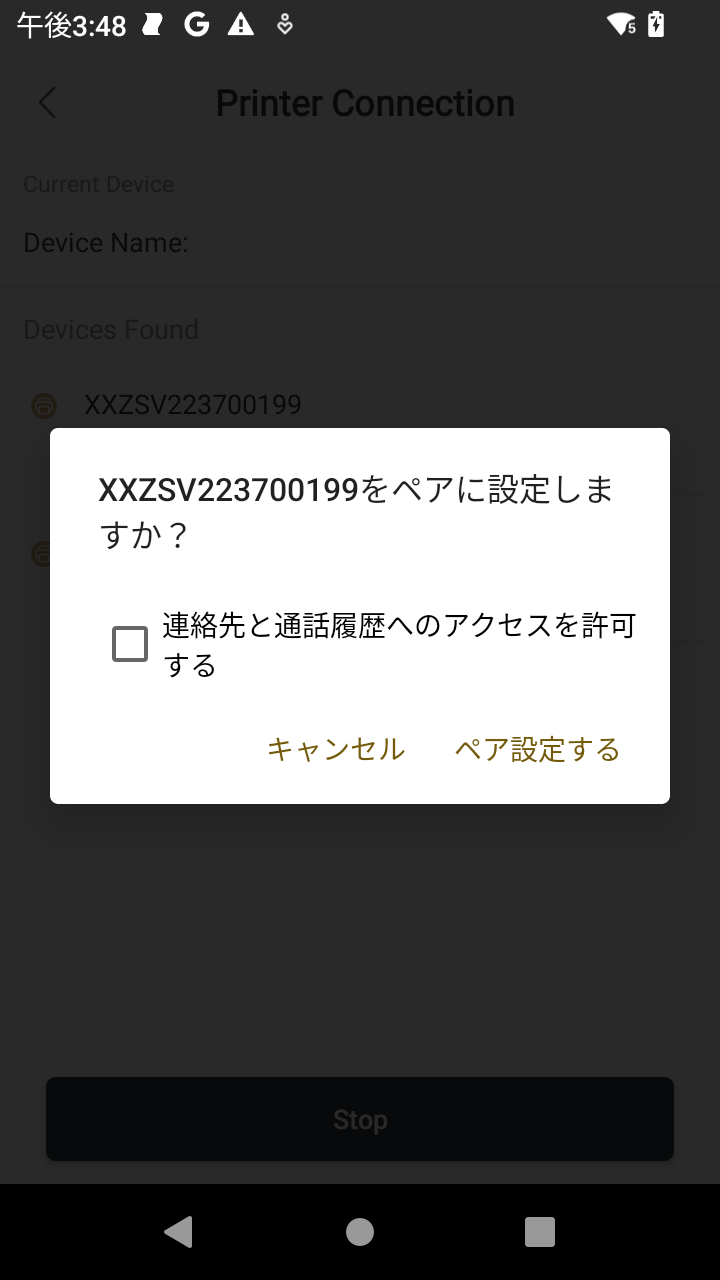 午後3:48
Printer Connection
Current Device
Device Name:
Devices Found
XXZSV223700199
XXZSV223700199をペアに設定しま
すか？
連絡先と通話履歴へのアクセスを許可
する
キャンセル ペア設定する
Stop